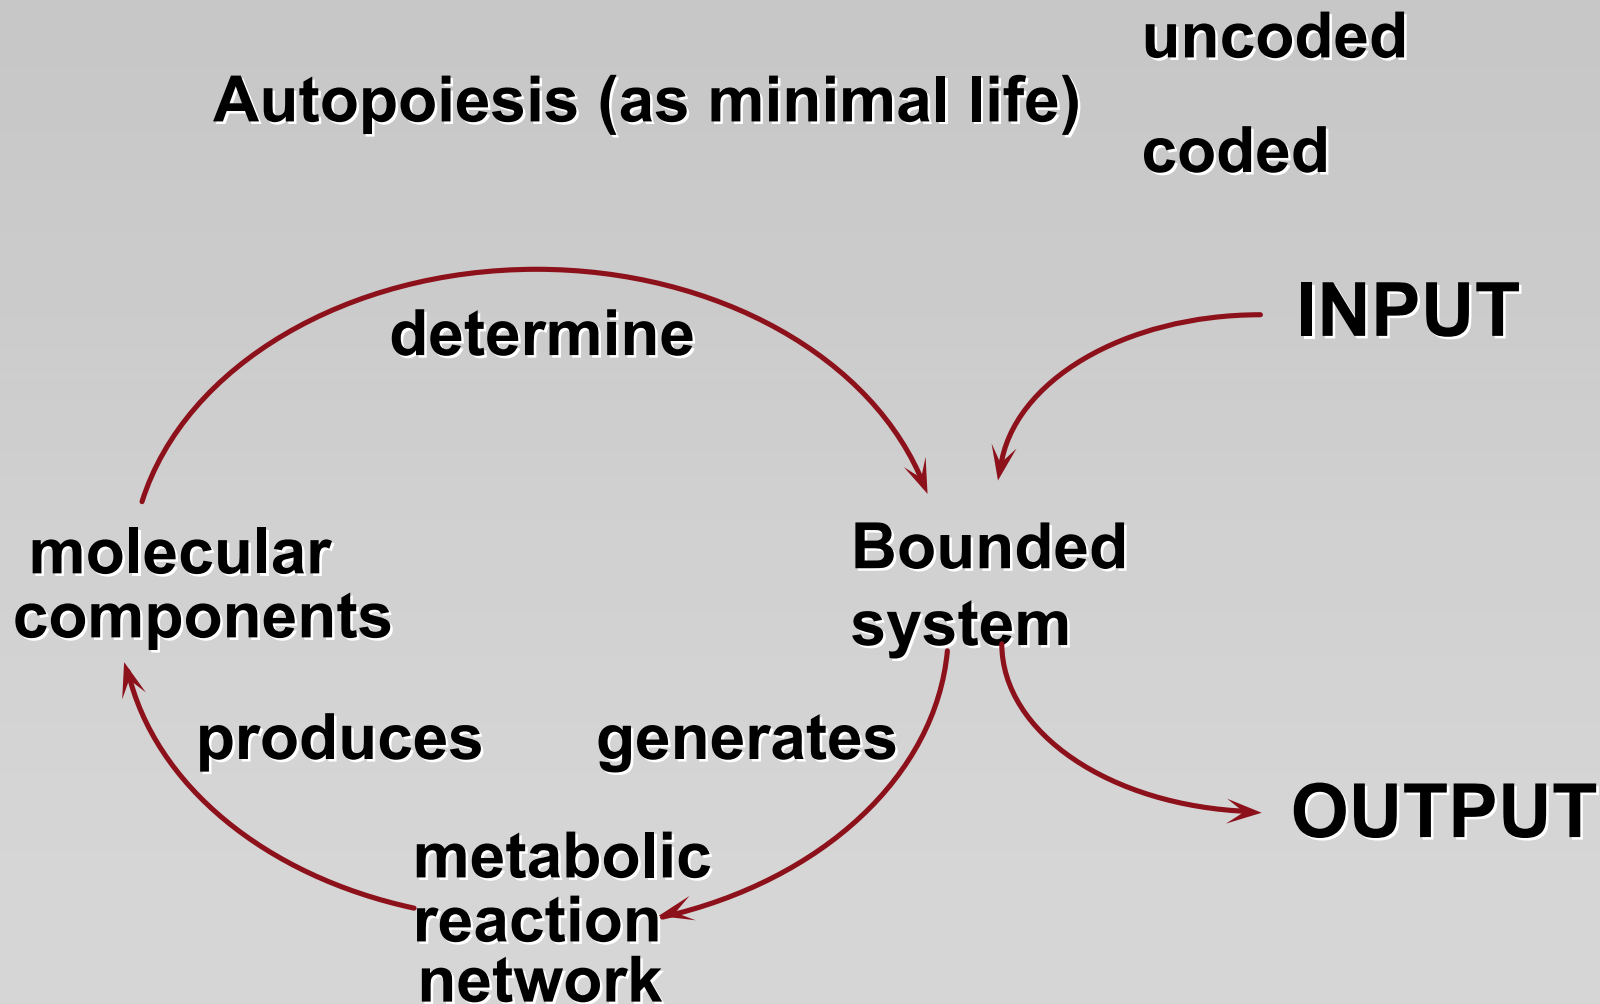 uncoded
Autopoiesis (as minimal life)
coded
INPUT
determine
molecular
components
Bounded
system
produces
generates
OUTPUT
metabolic
reaction
network